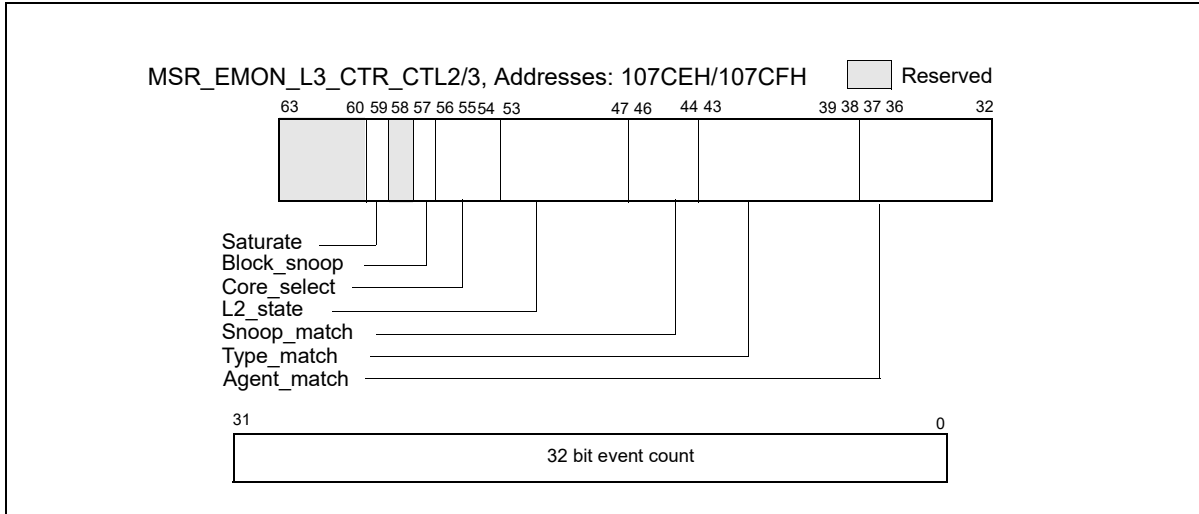 MSR_EMON_L3_CTR_CTL2/3, Addresses: 107CEH/107CFH
Reserved
63 60 59 58 57 56 55 54 53 47 46 44 43 39 38 37 36 32
Saturate
Block_snoop
Core_select
L2_state
Snoop_match
Type_match
Agent_match
31 0
32 bit event count